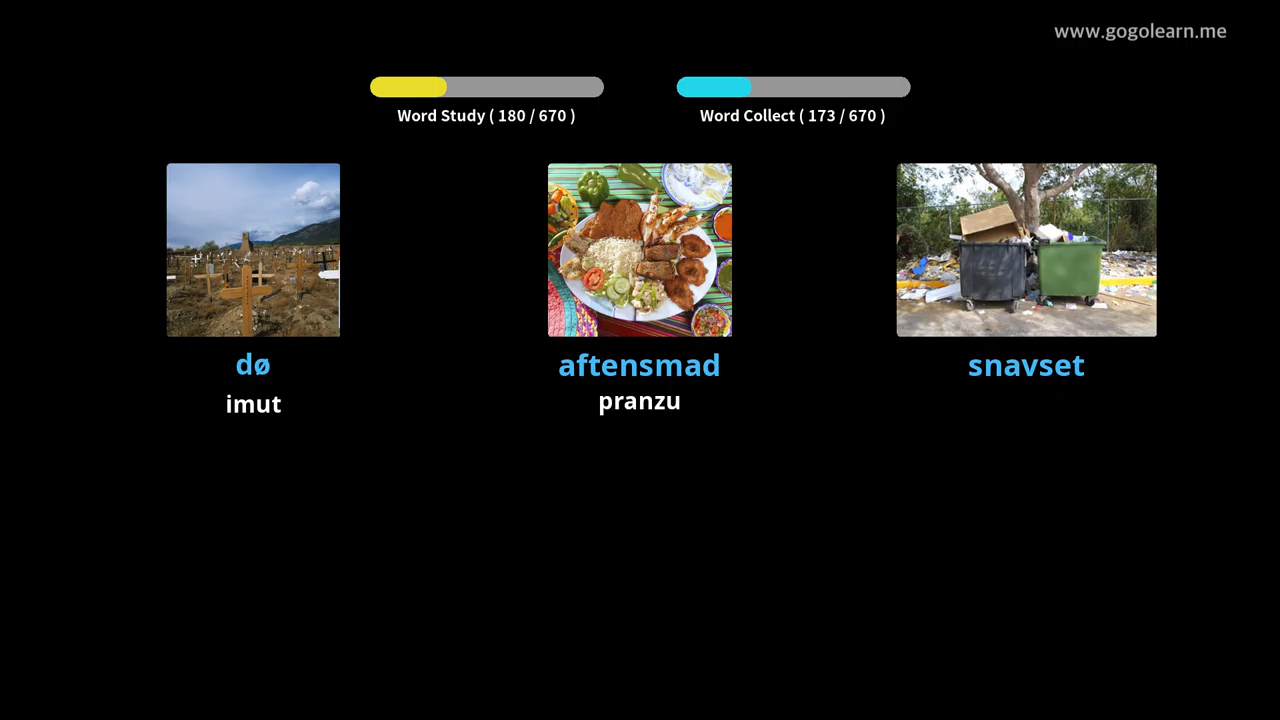 www.gogolearn.me
Word Study ( 180 / 670 )
Word Collect ( 173 / 670 )
dø
aftensmad
snavset
imut
pranzu